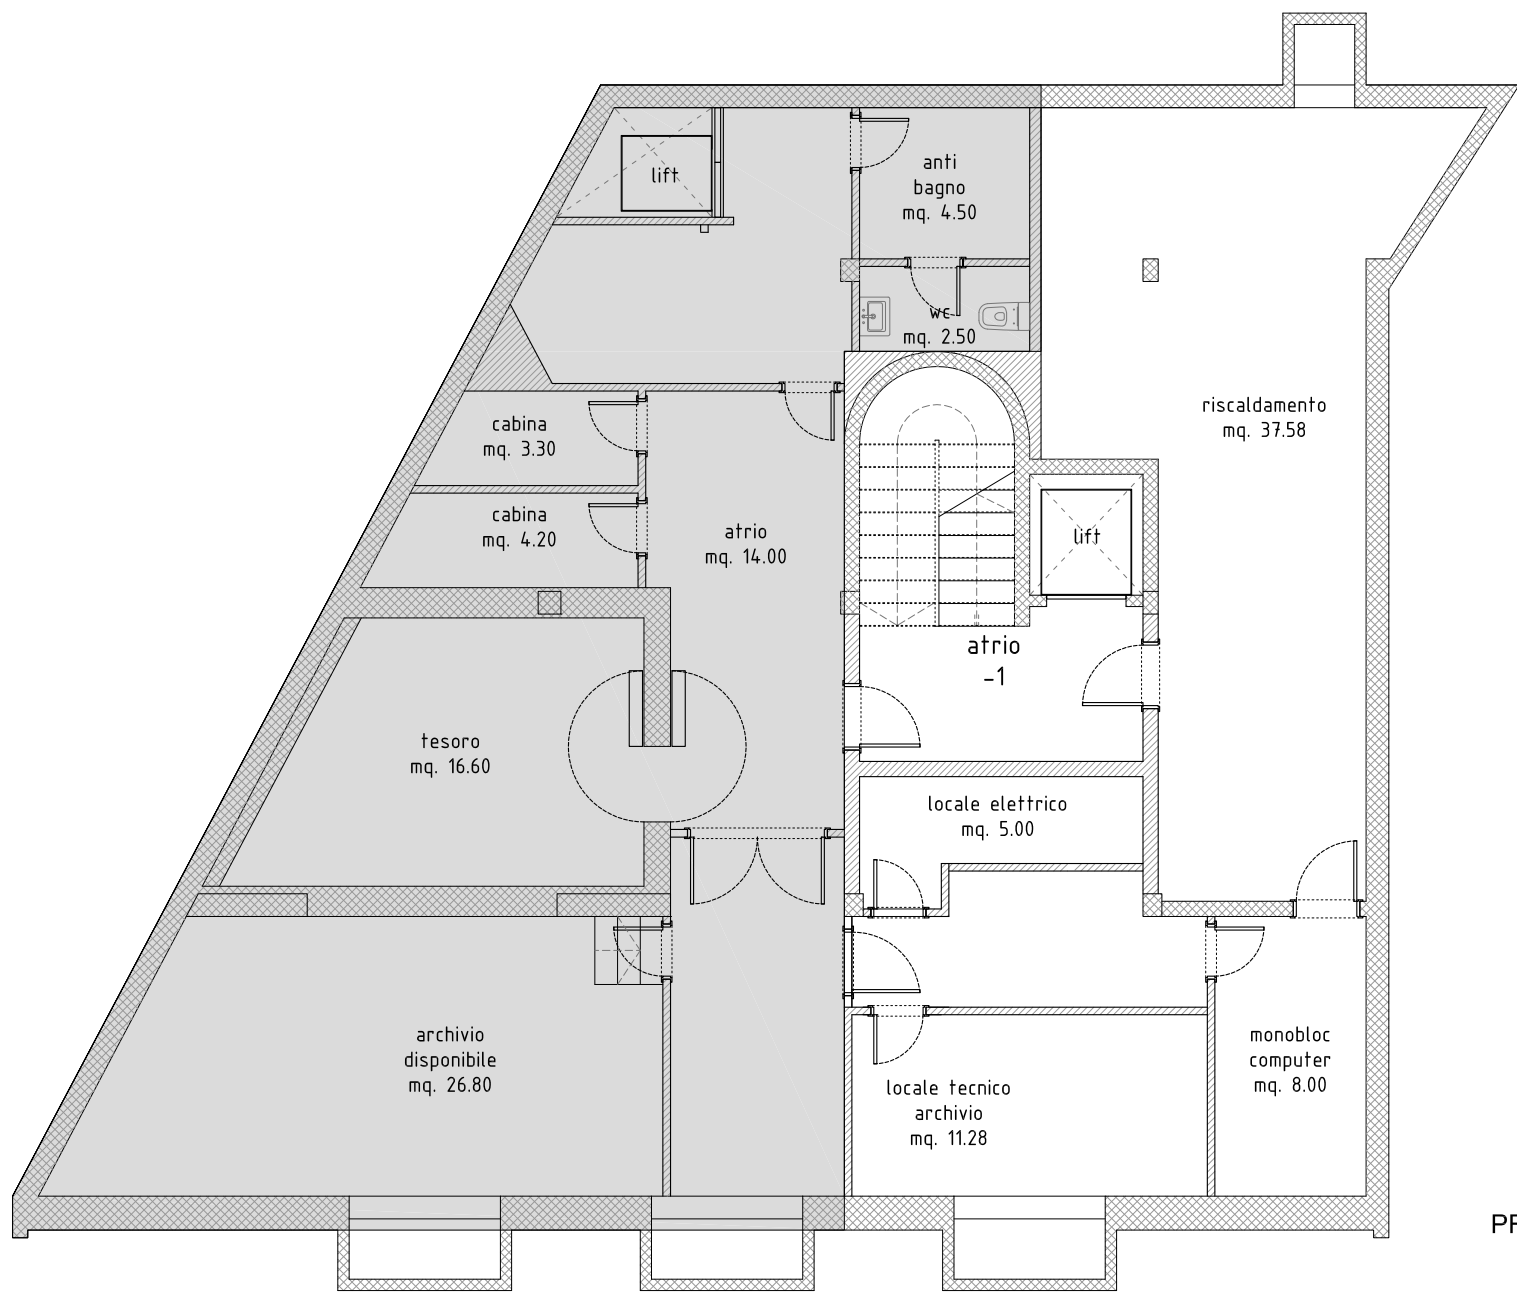 lift
anti
bagno
mq. 4.50
wc
mq. 2.50
riscaldamento
mq. 37.58
cabina
mq. 3.30
cabina
mq. 4.20
atrio
mq. 14.00
lift
atrio
-1
tesoro
mq. 16.60
locale elettrico
mq. 5.00
archivio
disponibile
mq. 26.80
locale tecnico
archivio
mq. 11.28
monobloc
computer
mq. 8.00